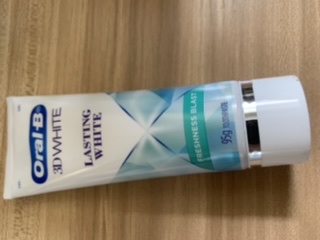 Oral-B
3D WHITE
LASTING
WHITE
FRESHNESS BLAST
95g